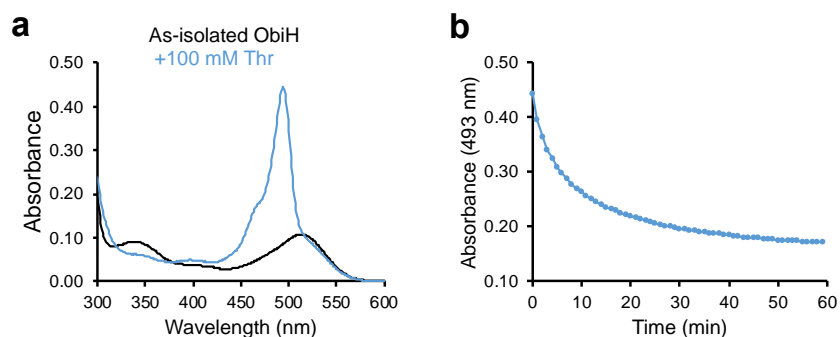 a
As-isolated ObiH
+100 mM Thr
0.50
0.40
0.30
0.20
0.10
0.00
Absorbance
300 350 400 450 500 550 600
Wavelength (nm)
b
0.50
0.40
0.30
0.20
0.10
Absorbance (493 nm)
0 10 20 30 40 50 60
Time (min)